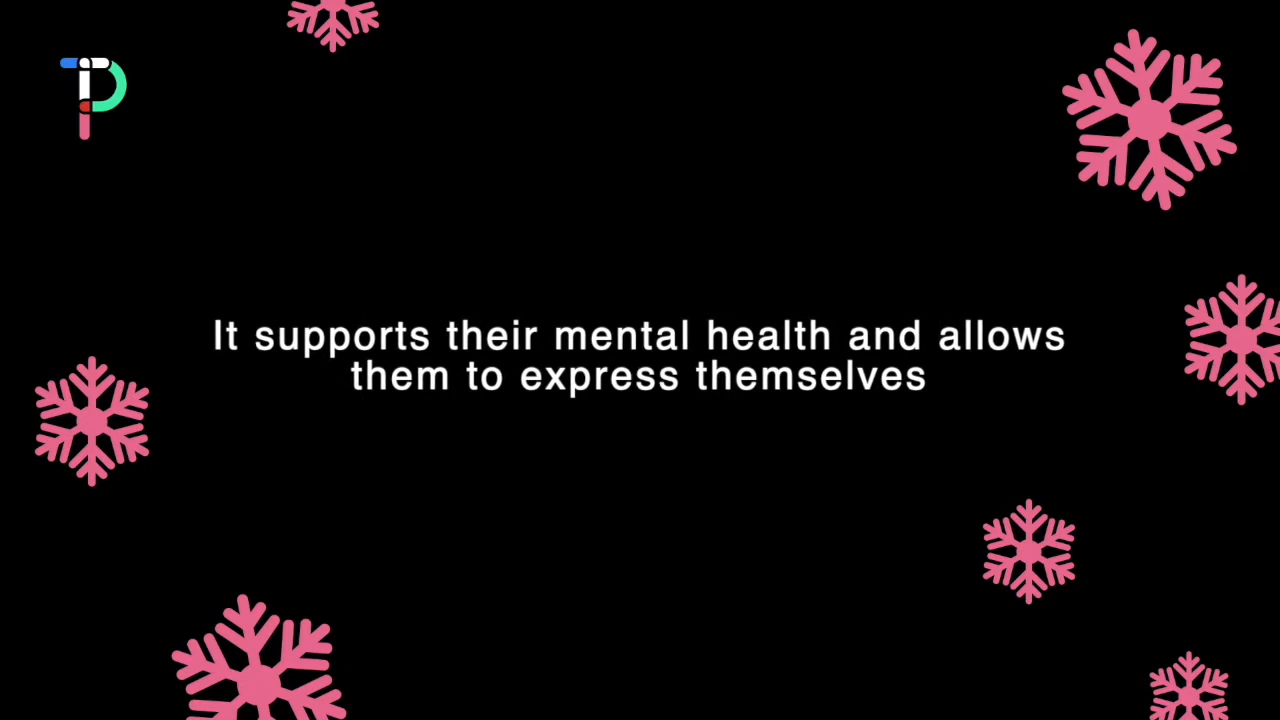 It supports their mental health and allows
them to express themselves